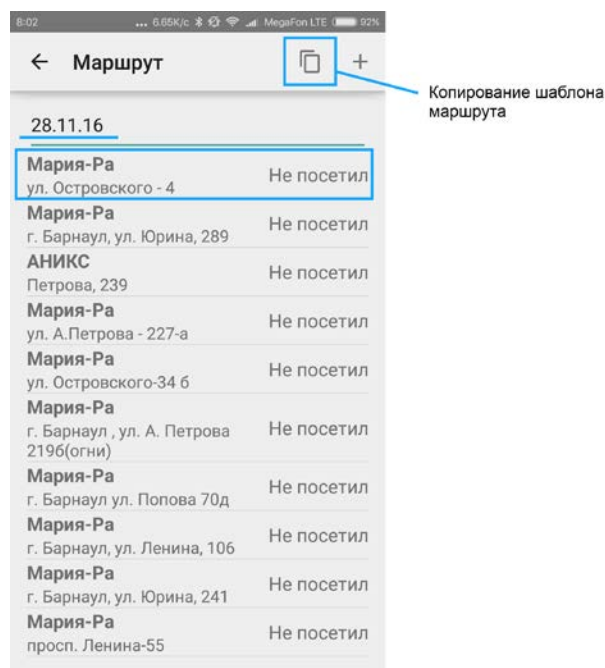 8:02 ... 6.65K/c MegaFon LTE 92%
Маршрут
Копирование шаблона
маршрута
28.11.16
Мария-Ра
ул. Островского - 4
Не посетил
Мария-Ра
г. Барнаул, ул. Юрина, 289
Не посетил
АНИКС
Петрова, 239
Не посетил
Мария-Ра
ул. А.Петрова - 227-а
Не посетил
Мария-Ра
ул. Островского-34 б
Не посетил
Мария-Ра
г. Барнаул , ул. А. Петрова
219б(огни)
Не посетил
Мария-Ра
г. Барнаул ул. Попова 70д
Не посетил
Мария-Ра
г. Барнаул, ул. Ленина, 106
Не посетил
Мария-Ра
г. Барнаул, ул. Юрина, 241
Не посетил
Мария-Ра
просп. Ленина-55
Не посетил